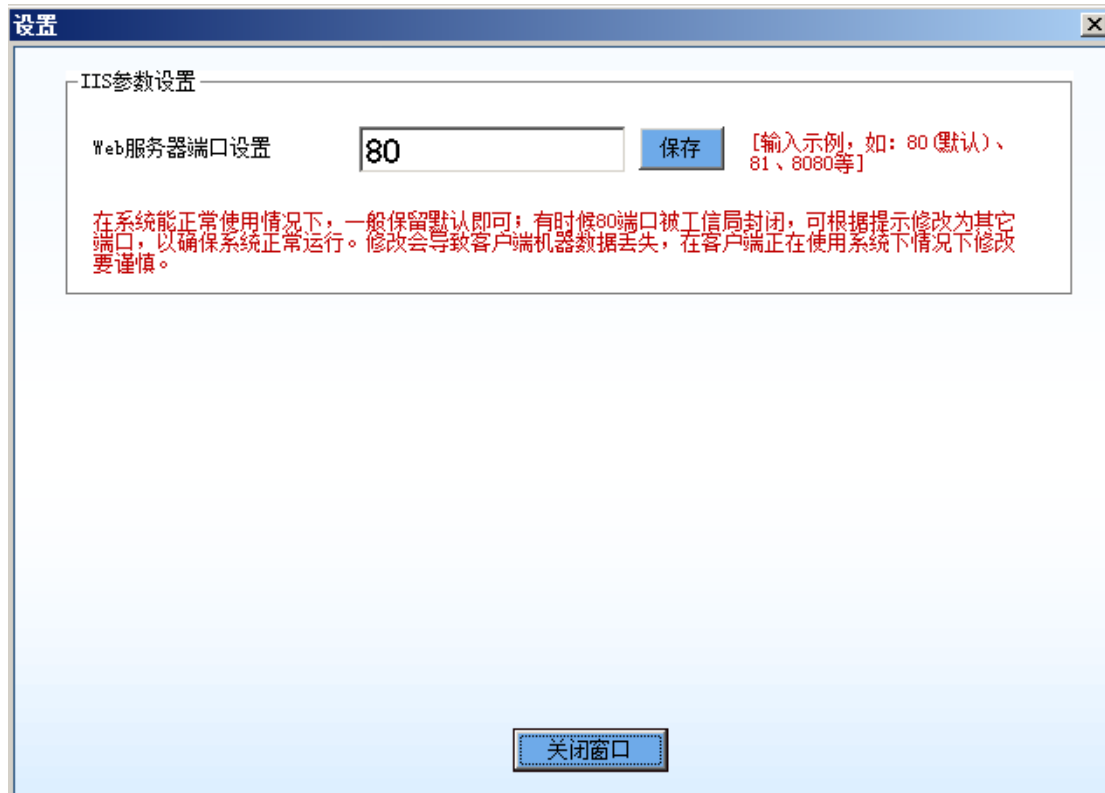 设置
IIS参数设置
Web服务器端口设置
80
保存
[输入示例，如：80(默认)、
81、8080等]
在系统能正常使用情况下，一般保留默认即可；有时候80端口被工信局封闭，可根据提示修改为其它
端口，以确保系统正常运行。修改会导致客户端机器数据丢失，在客户端正在使用系统下情况下修改
要谨慎。
关闭窗口